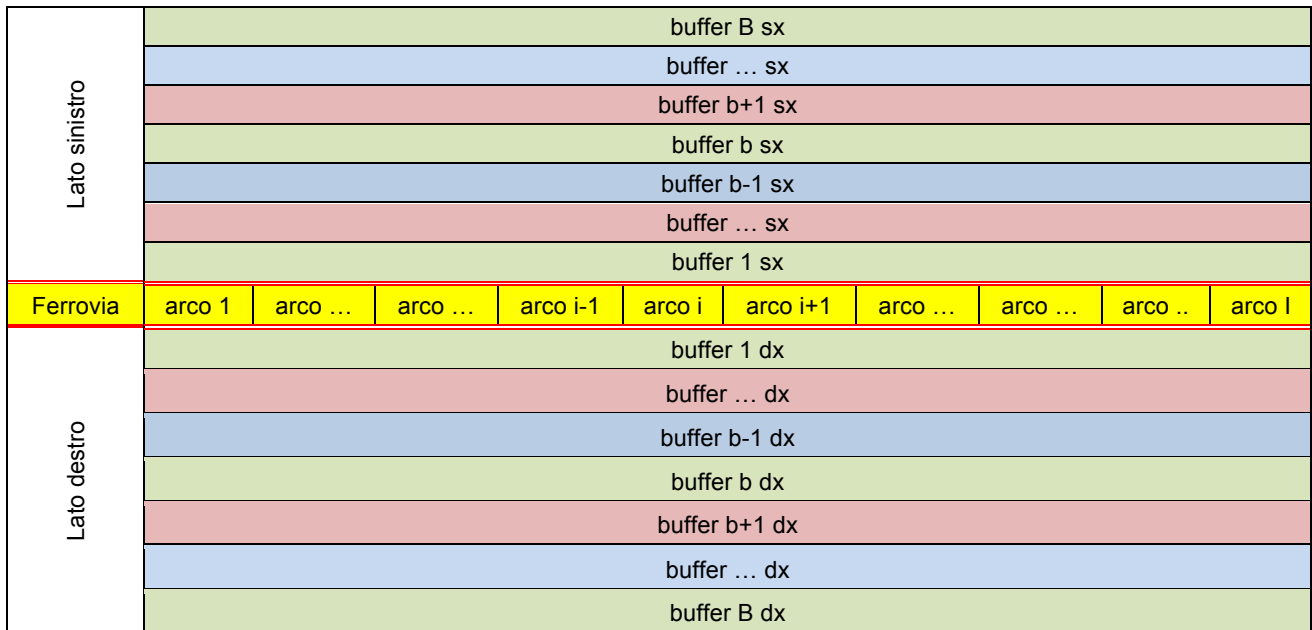 Lato sinistro
buffer B sx
buffer … sx
buffer b+1 sx
buffer b sx
buffer b-1 sx
buffer … sx
buffer 1 sx
Ferrovia arco 1 arco … arco … arco i-1 arco i arco i+1 arco … arco … arco .. arco I
Lato destro
buffer 1 dx
buffer … dx
buffer b-1 dx
buffer b dx
buffer b+1 dx
buffer … dx
buffer B dx